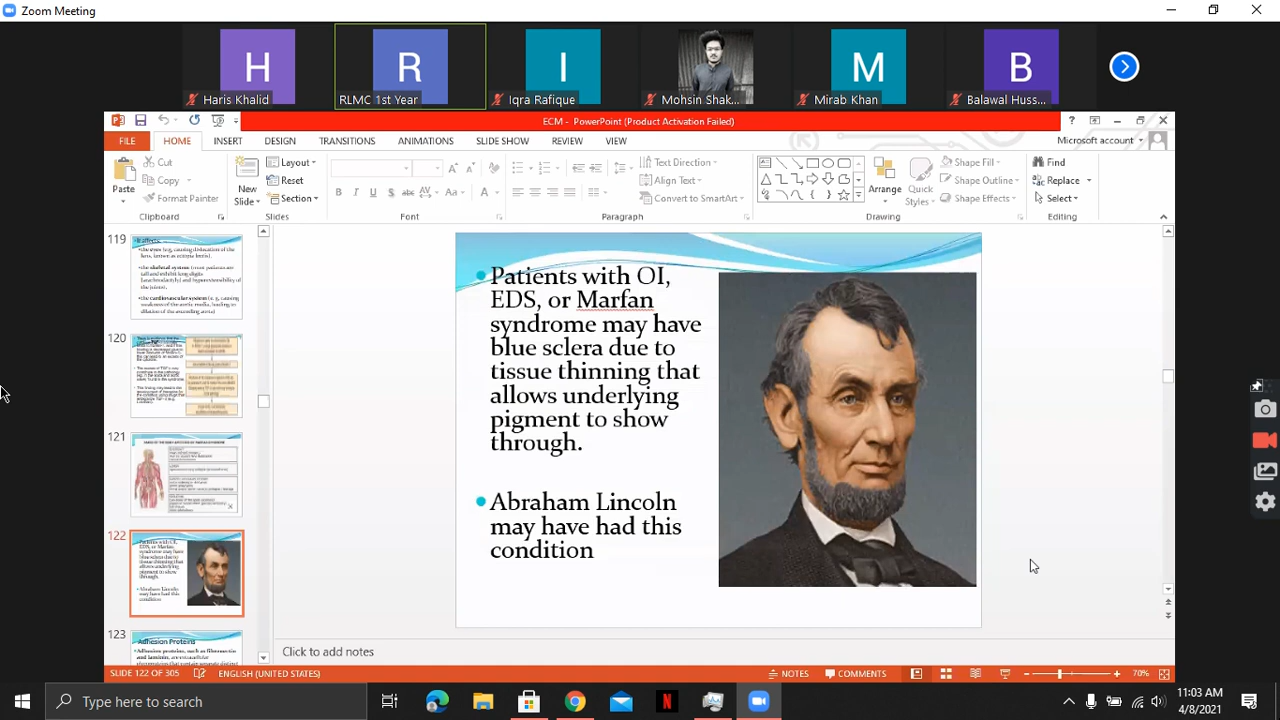 Zoom Meeting
H
R
I
M
B
Haris Khalid
RLMC 1st Year
Iqra Rafique
Mohsin Shak...
Mirab Khan
Balawal Huss...
ECM - PowerPoint (Product Activation Failed)
FILE
HOME
INSERT
DESIGN
TRANSITIONS
ANIMATIONS
SLIDE SHOW
REVIEW
VIEW
Microsoft account
Paste
Cut
Copy
Format Painter
Clipboard
New
Slide
Layout
Reset
Section
Slides
Font
Text Direction
Align Text
Convert to SmartArt
Paragraph
Arrange
Quick
Styles
Shape Fill
Shape Outline
Shape Effects
Drawing
Find
Replace
Select
Editing
119
120
121
122
123
Adhesion Proteins
Patients with OI,
EDS, or Marfan
syndrome may have
blue sclera due to
tissue thinning that
allows underlying
pigment to show
through.
Abraham Lincoln
may have had this
condition
Click to add notes
SLIDE 122 OF 305
ENGLISH (UNITED STATES)
NOTES
COMMENTS
70%
Type here to search
11:03 AM
4/8/2021